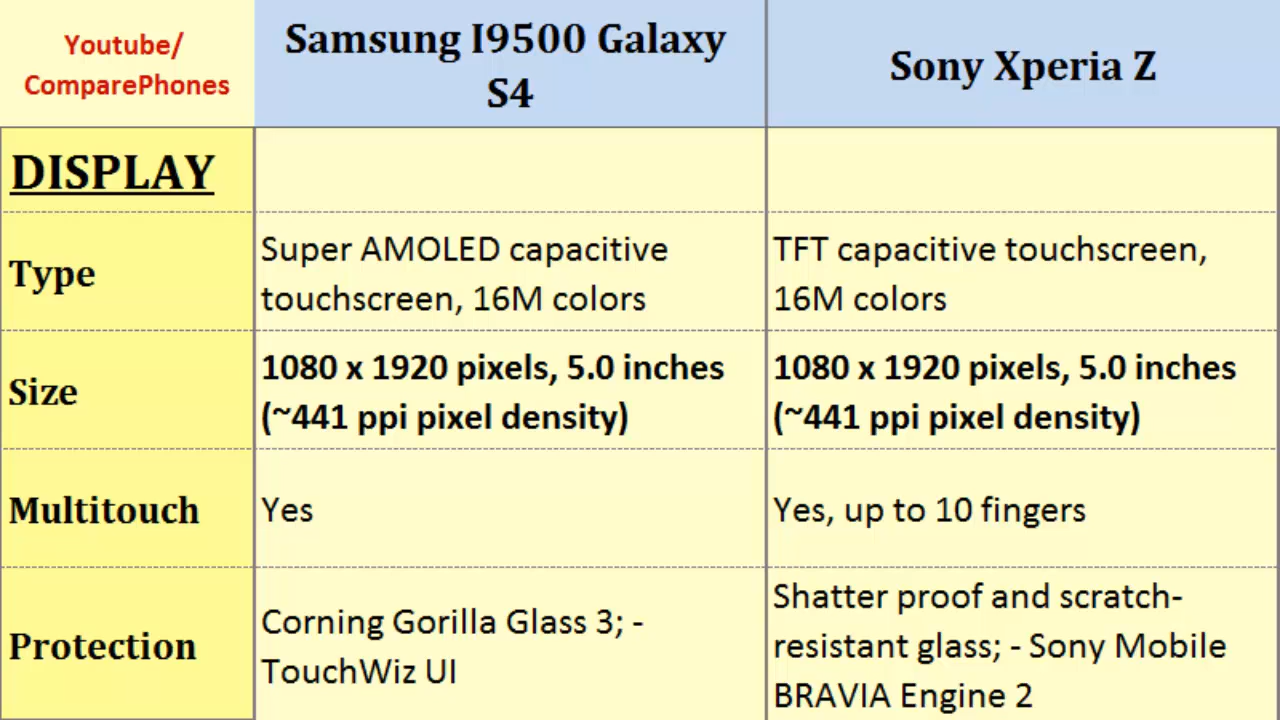 Youtube/
ComparePhones
Samsung I9500 Galaxy
S4
Sony Xperia Z
DISPLAY
Type
Super AMOLED capacitive
touchscreen, 16M colors
TFT capacitive touchscreen,
16M colors
Size
1080 x 1920 pixels, 5.0 inches
(~441 ppi pixel density)
1080 x 1920 pixels, 5.0 inches
(~441 ppi pixel density)
Multitouch
Yes
Yes, up to 10 fingers
Protection
Corning Gorilla Glass 3; -
TouchWiz UI
Shatter proof and scratch-
resistant glass; - Sony Mobile
BRAVIA Engine 2